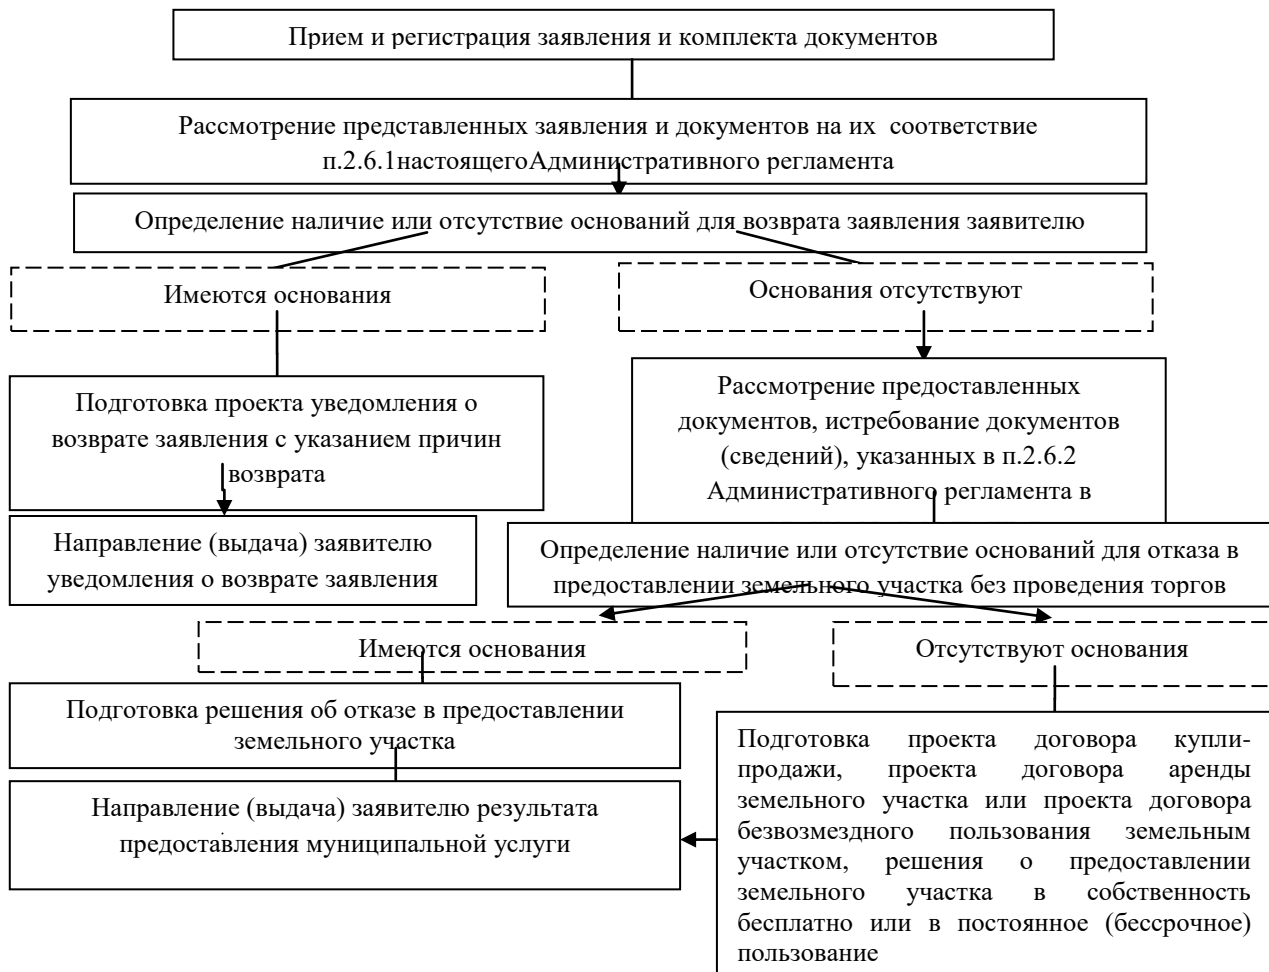 Прием и регистрация заявления и комплекта документов
Рассмотрение представленных заявления и документов на их соответствие
п.2.6.1настоящегоАдминистративного регламента
Определение наличие или отсутствие оснований для возврата заявления заявителю
Имеются основания
Основания отсутствуют
Подготовка проекта уведомления о
возврате заявления с указанием причин
возврата
Рассмотрение предоставленных
документов, истребование документов
(сведений), указанных в п.2.6.2
Административного регламента в
Направление (выдача) заявителю
уведомления о возврате заявления
Определение наличие или отсутствие оснований для отказа в
предоставлении земельного участка без проведения торгов
Имеются основания
Отсутствуют основания
Подготовка решения об отказе в предоставлении
земельного участка
Направление (выдача) заявителю результата
предоставления муниципальной услуги
Подготовка проекта договора купли-
продажи, проекта договора аренды
земельного участка или проекта договора
безвозмездного пользования земельным
участком, решения о предоставлении
земельного участка в собственность
бесплатно или в постоянное (бессрочное)
пользование